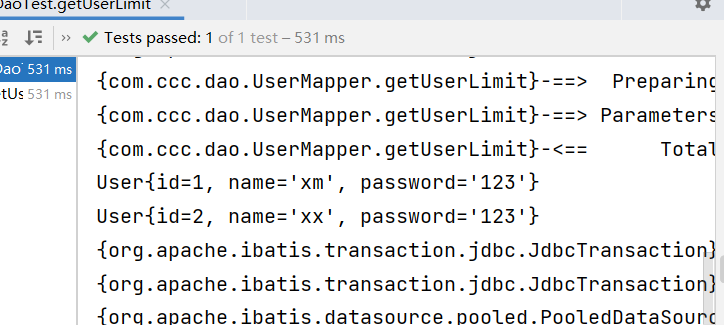 DaoTest.getUserLimit ×
Tests passed: 1 of 1 test – 531 ms
Dao 531 ms
etUs 531 ms
{com.ccc.dao.UserMapper.getUserLimit}-==>  Preparing
{com.ccc.dao.UserMapper.getUserLimit}-==> Parameters
{com.ccc.dao.UserMapper.getUserLimit}-<==      Total
User{id=1, name='xm', password='123'}
User{id=2, name='xx', password='123'}
{org.apache.ibatis.transaction.jdbc.JdbcTransaction}
{org.apache.ibatis.transaction.jdbc.JdbcTransaction}
{org.apache.ibatis.datasource.pooled.PooledDataSourc